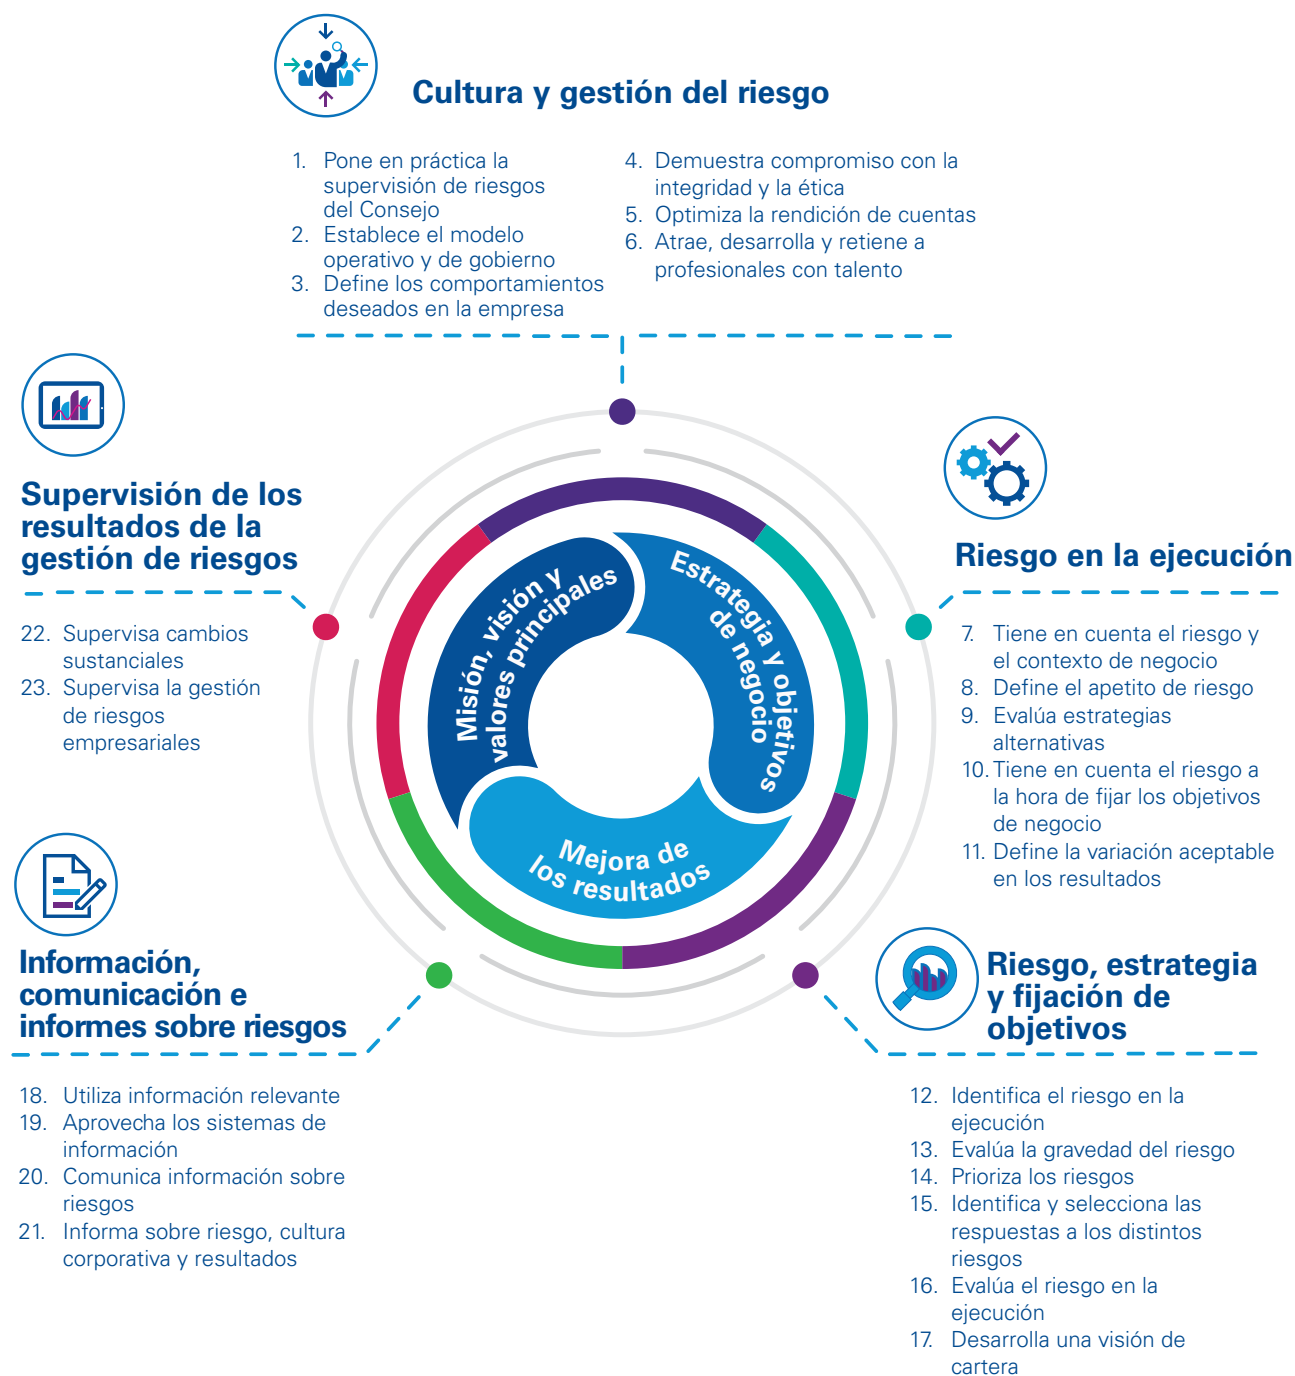 Cultura y gestión del riesgo
1. Pone en práctica la
supervisión de riesgos
del Consejo
2. Establece el modelo
operativo y de gobierno
3. Define los comportamientos
deseados en la empresa
4. Demuestra compromiso con la
integridad y la ética
5. Optimiza la rendición de cuentas
6. Atrae, desarrolla y retiene a
profesionales con talento
Supervisión de los
resultados de la
gestión de riesgos
22. Supervisa cambios
sustanciales
23. Supervisa la gestión
de riesgos
empresariales
Misión, visión y
valores principales
Estrategia y objetivos
de negocio
Mejora de
los resultados
Riesgo en la ejecución
7. Tiene en cuenta el riesgo y
el contexto de negocio
8. Define el apetito de riesgo
9. Evalúa estrategias
alternativas
10. Tiene en cuenta el riesgo a
la hora de fijar los objetivos
de negocio
11. Define la variación aceptable
en los resultados
Información,
comunicación e
informes sobre riesgos
18. Utiliza información relevante
19. Aprovecha los sistemas de
información
20. Comunica información sobre
riesgos
21. Informa sobre riesgo, cultura
corporativa y resultados
Riesgo, estrategia
y fijación de
objetivos
12. Identifica el riesgo en la
ejecución
13. Evalúa la gravedad del riesgo
14. Prioriza los riesgos
15. Identifica y selecciona las
respuestas a los distintos
riesgos
16. Evalúa el riesgo en la
ejecución
17. Desarrolla una visión de
cartera